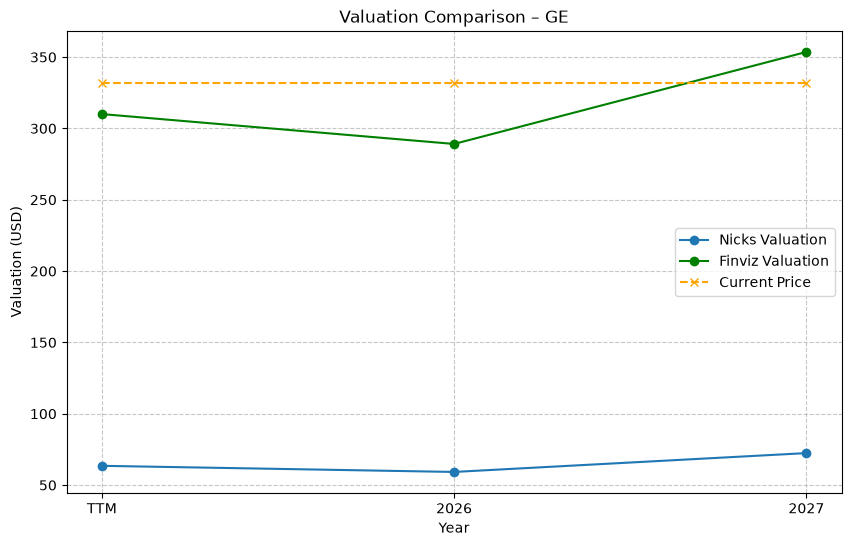 Valuation Comparison – GE
Valuation (USD)
350
300
250
200
150
100
50
Nicks Valuation
Finviz Valuation
Current Price
TTM
2026
2027
Year